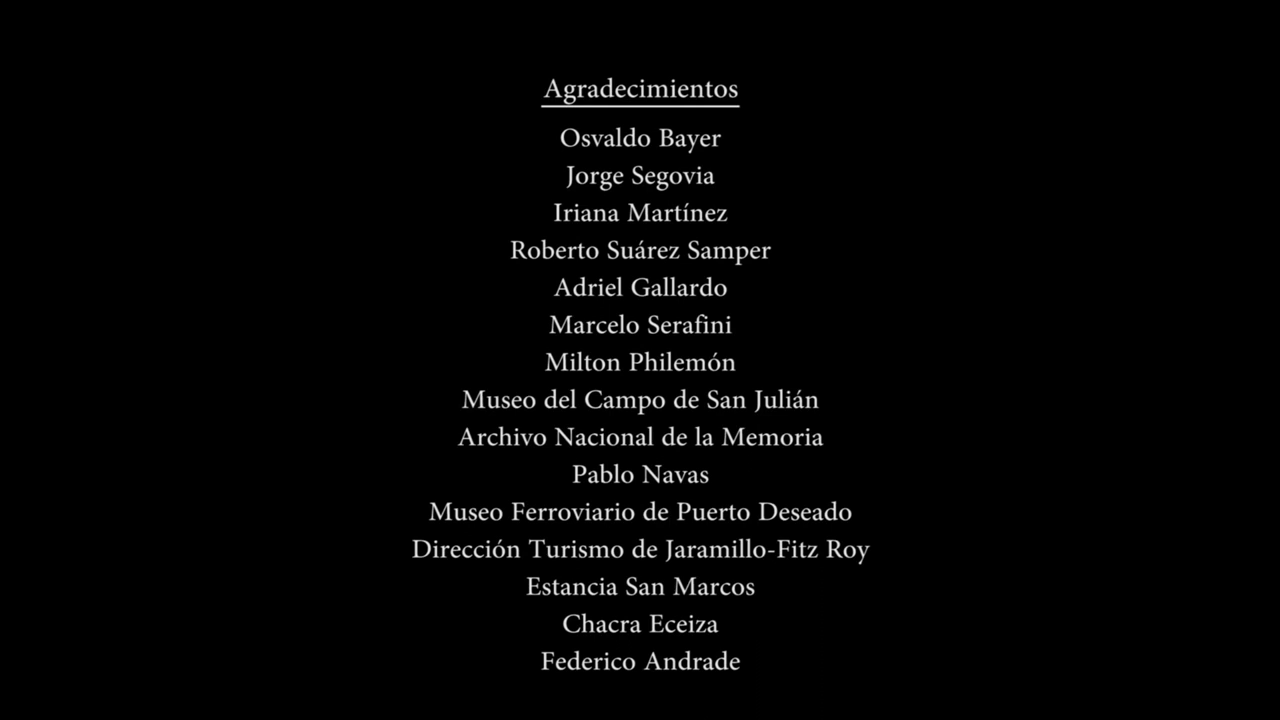 Agradecimientos
Osvaldo Bayer
Jorge Segovia
Iriana Martínez
Roberto Suárez Samper
Adriel Gallardo
Marcelo Serafini
Milton Philemón
Museo del Campo de San Julián
Archivo Nacional de la Memoria
Pablo Navas
Museo Ferroviario de Puerto Deseado
Dirección Turismo de Jaramillo-Fitz Roy
Estancia San Marcos
Chacra Eceiza
Federico Andrade